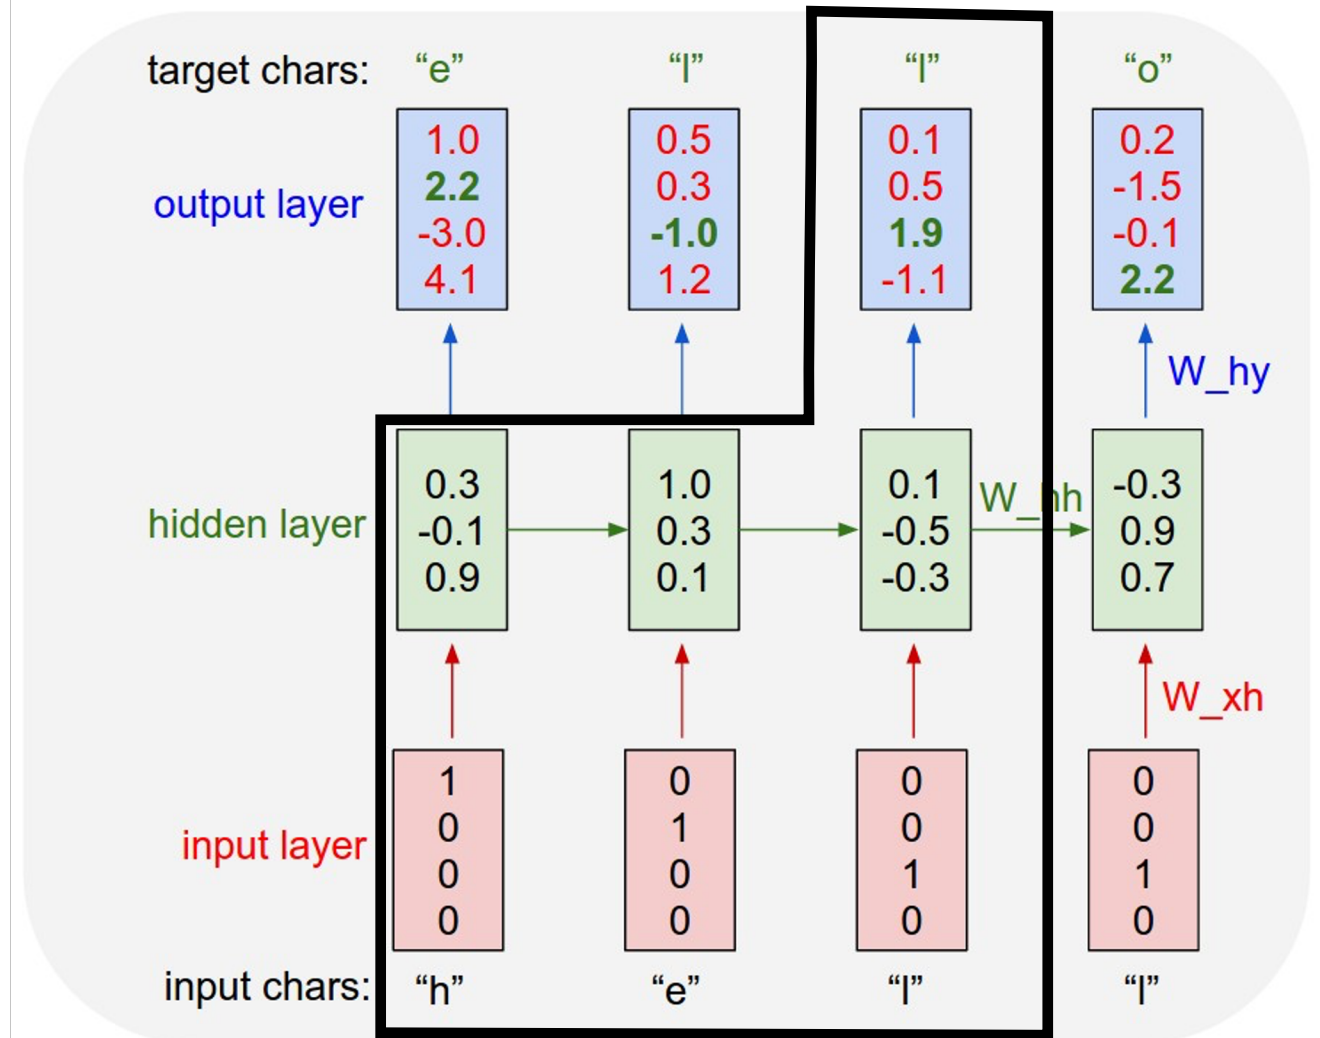 target chars: “e” “l” “l” “o”
1.0 0.5 0.1 0.2
2.2 0.3 0.5 -1.5
output layer -3.0 -1.0 1.9 -0.1
4.1 1.2 -1.1 2.2
W_hy
0.3 1.0 0.1 W_hh -0.3
hidden layer -0.1 0.3 -0.5 0.9
0.9 0.1 -0.3 0.7
W_xh
1 0 0 0
0 1 0 0
input layer 0 0 1 1
0 0 0 0
input chars: “h” “e” “l” “l”